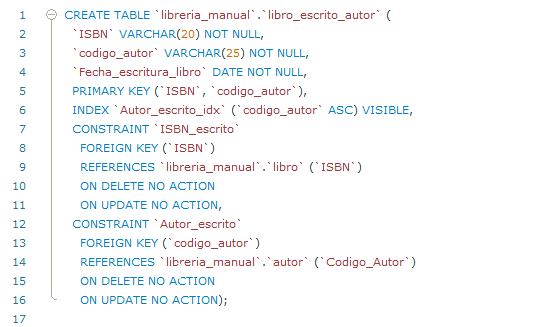 1 CREATE TABLE `libreria_manual`.`libro_escrito_autor` (
2 `ISBN` VARCHAR(20) NOT NULL,
3 `codigo_autor` VARCHAR(25) NOT NULL,
4 `Fecha_escritura_libro` DATE NOT NULL,
5 PRIMARY KEY (`ISBN`, `codigo_autor`),
6 INDEX `Autor_escrito_idx` (`codigo_autor` ASC) VISIBLE,
7 CONSTRAINT `ISBN_escrito`
8 FOREIGN KEY (`ISBN`)
9 REFERENCES `libreria_manual`.`libro` (`ISBN`)
10 ON DELETE NO ACTION
11 ON UPDATE NO ACTION,
12 CONSTRAINT `Autor_escrito`
13 FOREIGN KEY (`codigo_autor`)
14 REFERENCES `libreria_manual`.`autor` (`Codigo_Autor`)
15 ON DELETE NO ACTION
16 ON UPDATE NO ACTION);
17